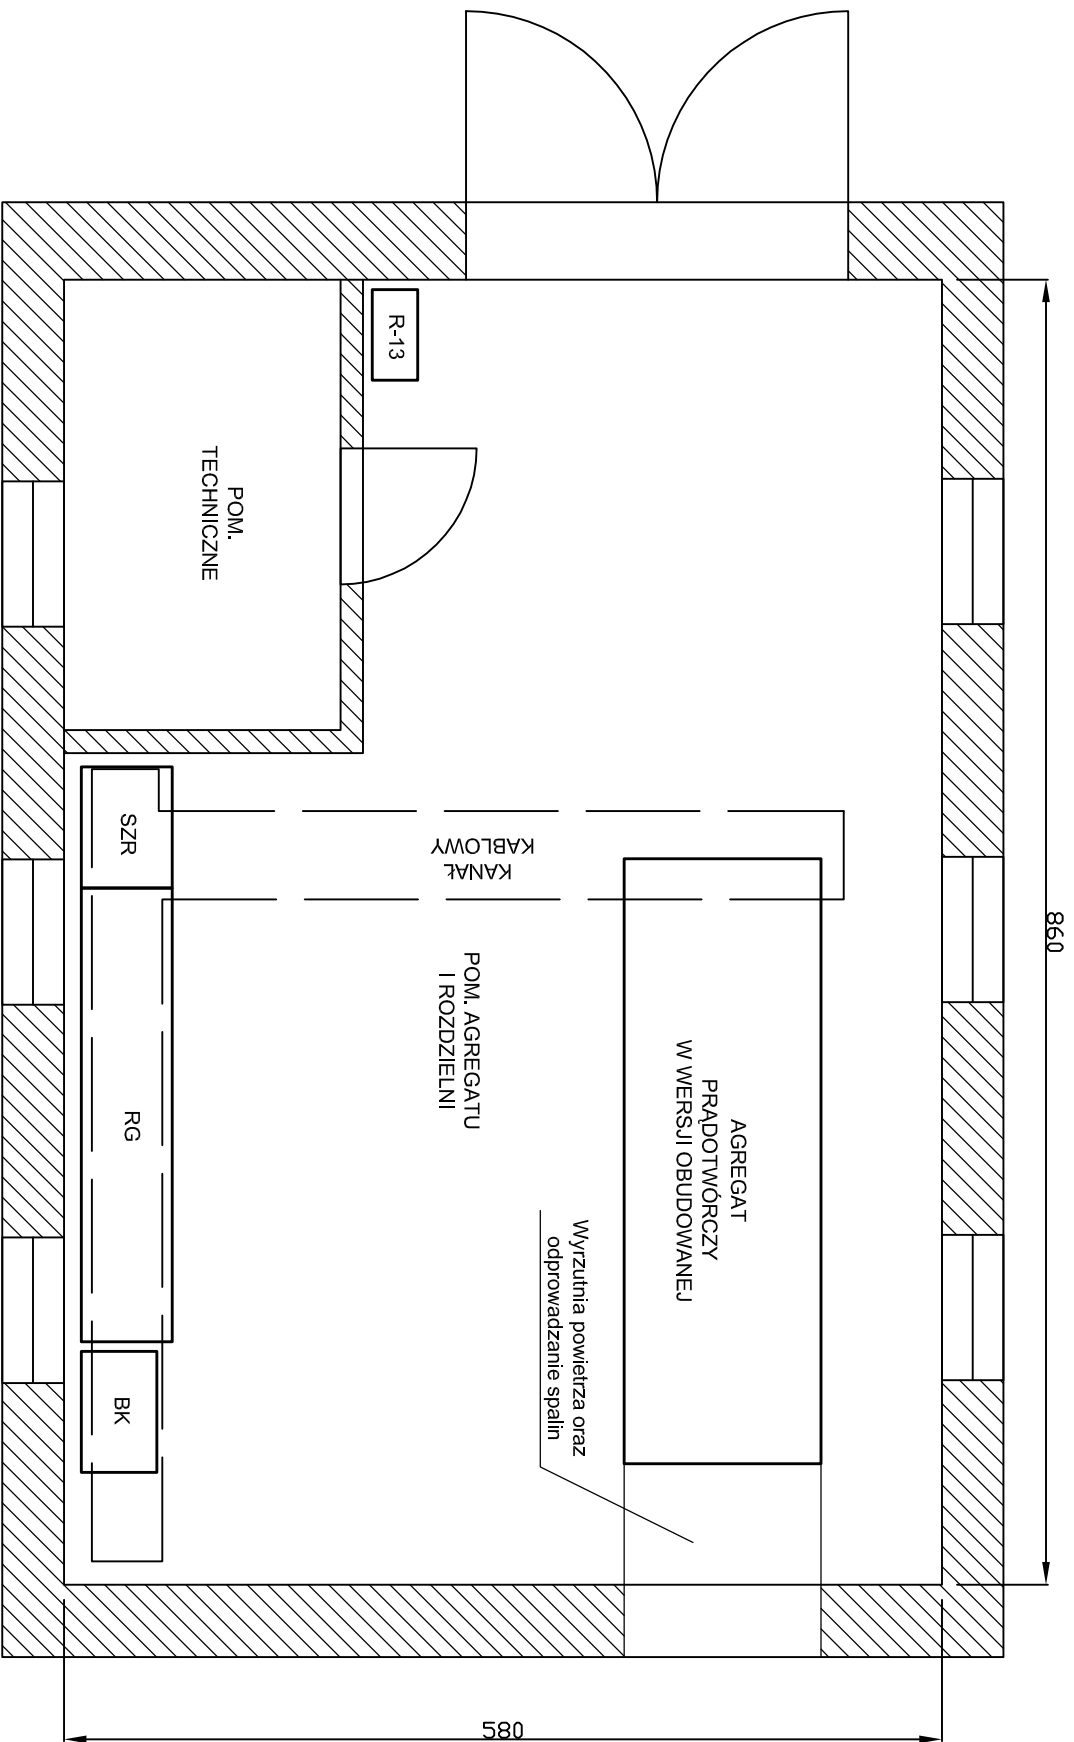 860
AGREGAT
PRĄDOTWÓRCZY
W WERSJI OBUDOWANEJ
Wyrzutnia powietrza oraz
odprowadzanie spalin
POM. AGREGATU
I ROZDZIELNI
KANAŁ
KABLOWY
R-13
POM.
TECHNICZNE
SZR
RG
BK
580